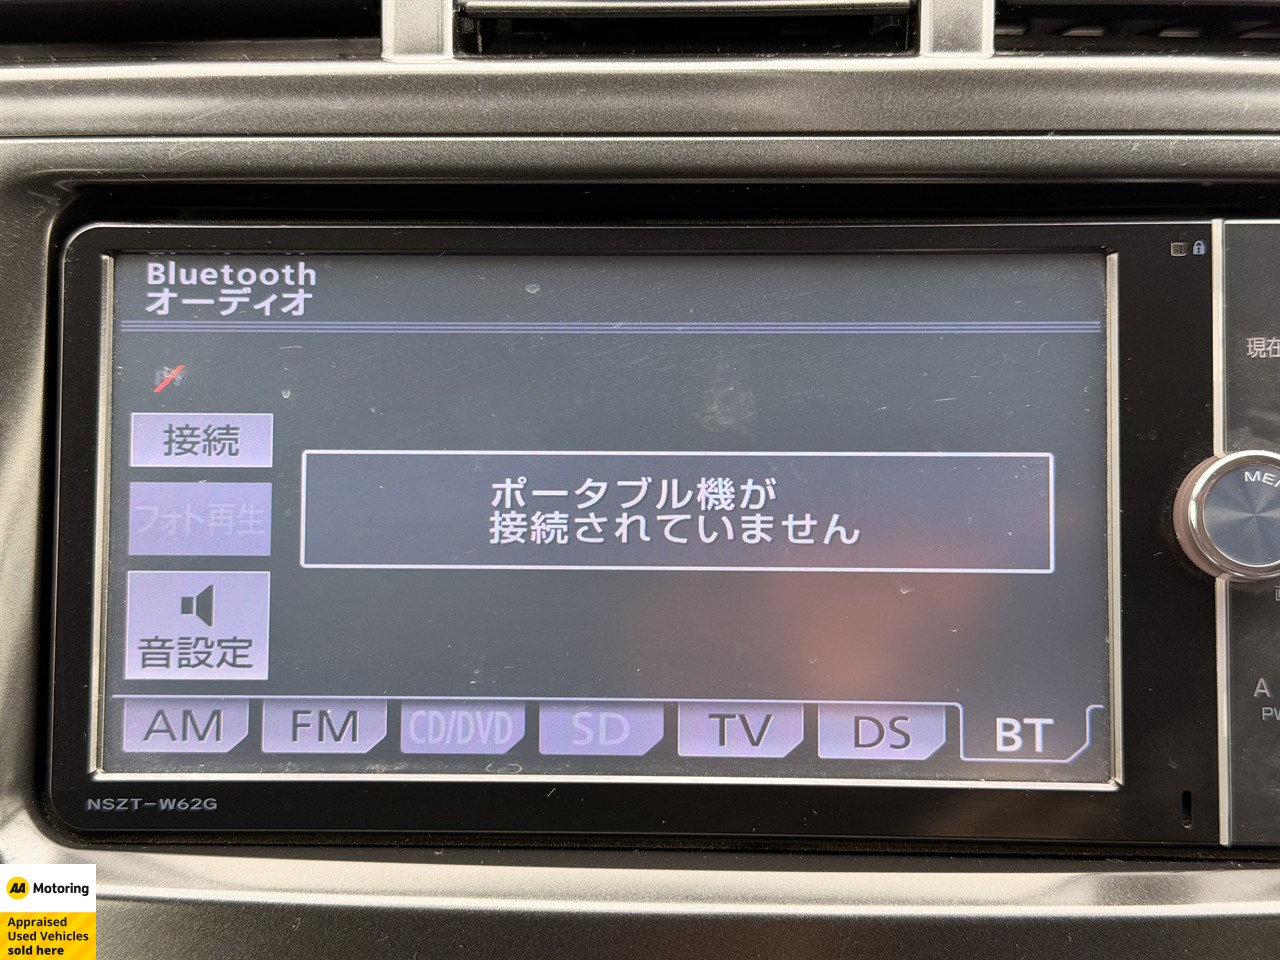 Bluetooth
オーディオ
現在
接続
ポータブル機が
接続されていません
フォト再生
音設定
AM
FM
CD/DVD
SD
TV
DS
BT
NSZT-W62G
AA Motoring
Appraised
Used Vehicles
sold here